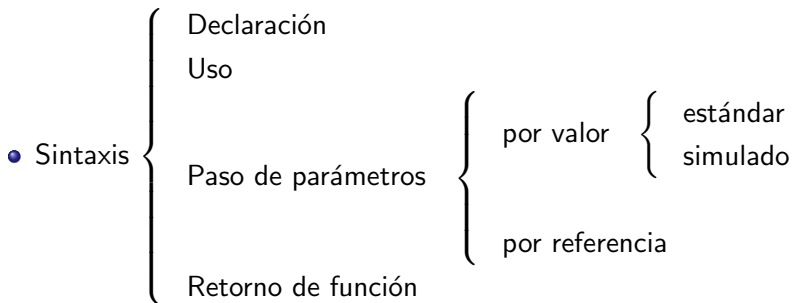 Sintaxis
Declaración
Uso
Paso de parámetros
por valor
estándar
simulado
por referencia
Retorno de función